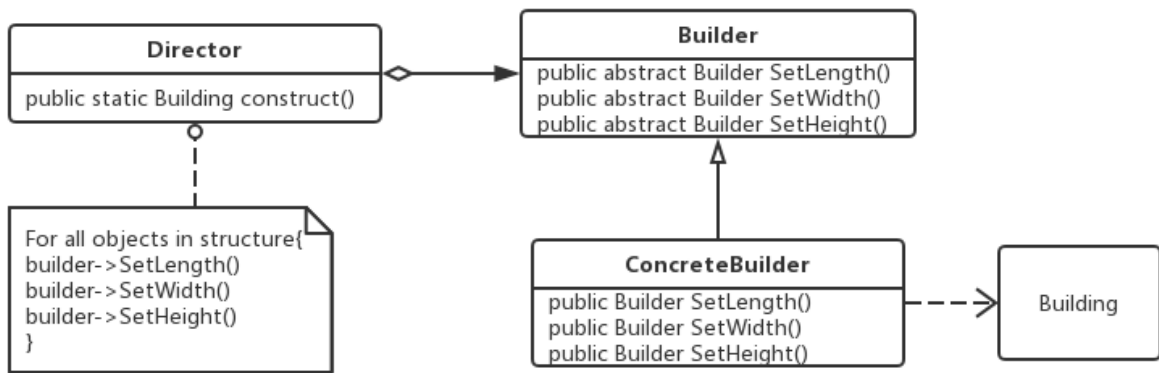 Director
public static Building construct()
Builder
public abstract Builder SetLength()
public abstract Builder SetWidth()
public abstract Builder SetHeight()
For all objects in structure{
builder->SetLength()
builder->SetWidth()
builder->SetHeight()
}
ConcreteBuilder
public Builder SetLength()
public Builder SetWidth()
public Builder SetHeight()
Building